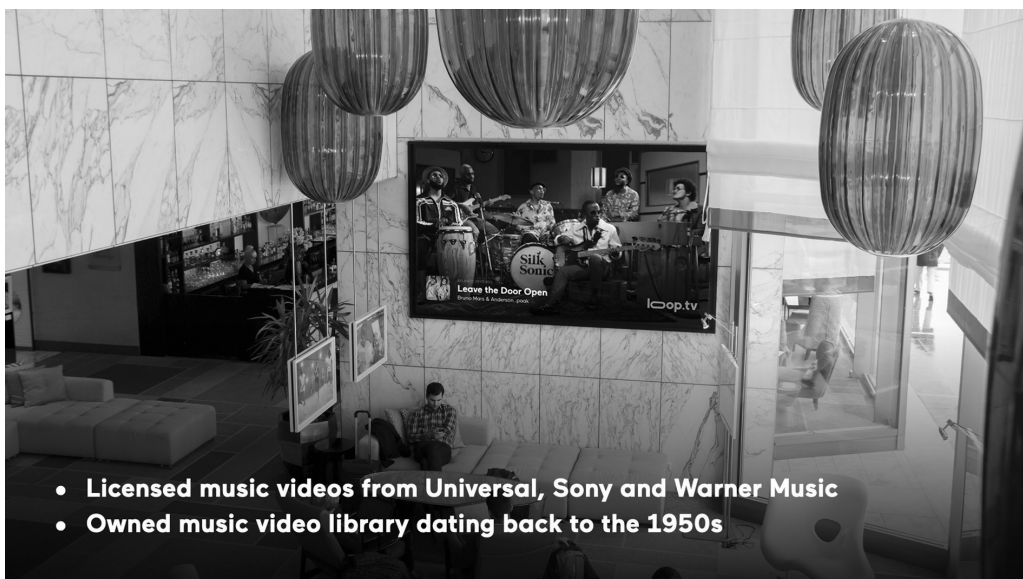 Silk
Sonic
Leave the Door Open
Bruno Mars & Anderson .paak
loop.tv
• Licensed music videos from Universal, Sony and Warner Music
• Owned music video library dating back to the 1950s